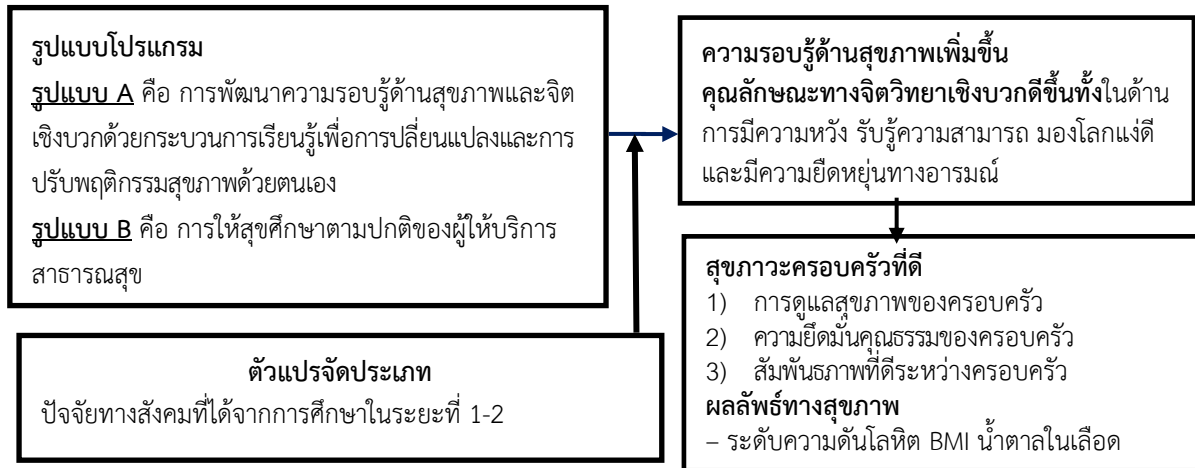 รูปแบบโปรแกรม
รูปแบบ A คือ การพัฒนาความรอบรู้ด้านสุขภาพและจิต
เชิงบวกด้วยกระบวนการเรียนรู้เพื่อการเปลี่ยนแปลงและการ
ปรับพฤติกรรมสุขภาพด้วยตนเอง
รูปแบบ B คือ การให้สุขศึกษาตามปกติของผู้ให้บริการ
สาธารณสุข
ตัวแปรจัดประเภท
ปัจจัยทางสังคมที่ได้จากการศึกษาในระยะที่ 1-2
ความรอบรู้ด้านสุขภาพเพิ่มขึ้น
คุณลักษณะทางจิตวิทยาเชิงบวกดีขึ้นทั้งในด้าน
การมีความหวัง รับรู้ความสามารถ มองโลกแง่ดี
และมีความยืดหยุ่นทางอารมณ์
สุขภาวะครอบครัวที่ดี
1) การดูแลสุขภาพของครอบครัว
2) ความยึดมั่นคุณธรรมของครอบครัว
3) สัมพันธภาพที่ดีระหว่างครอบครัว
ผลลัพธ์ทางสุขภาพ
– ระดับความดันโลหิต BMI น้ำตาลในเลือด